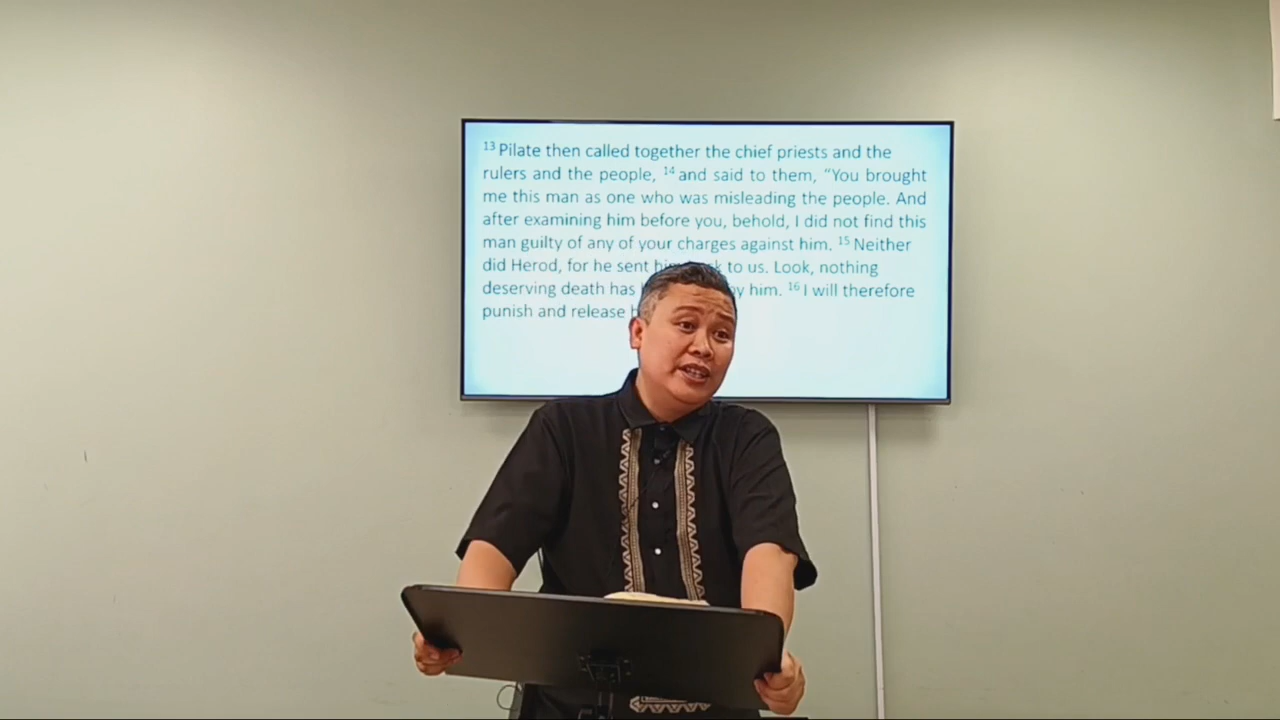 13 Pilate then called together the chief priests and the
rulers and the people, 14 and said to them, “You brought
me this man as one who was misleading the people. And
after examining him before you, behold, I did not find this
man guilty of any of your charges against him. 15 Neither
did Herod, for he sent back to us. Look, nothing
deserving death has by him. 16 I will therefore
punish and release